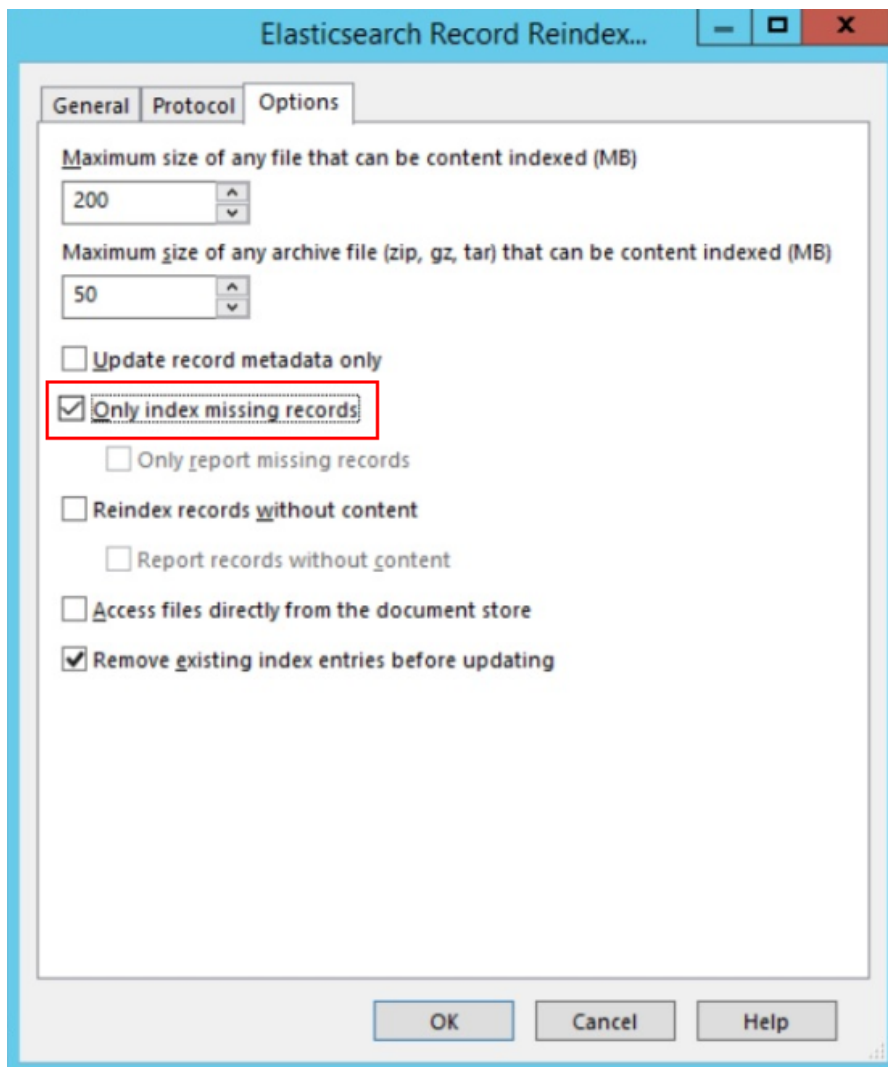 Elasticsearch Record Reindex...
General Protocol Options
Maximum size of any file that can be content indexed (MB)
200
Maximum size of any archive file (zip, gz, tar) that can be content indexed (MB)
50
Update record metadata only
Only index missing records
Only report missing records
Reindex records without content
Report records without content
Access files directly from the document store
Remove existing index entries before updating
OK Cancel Help